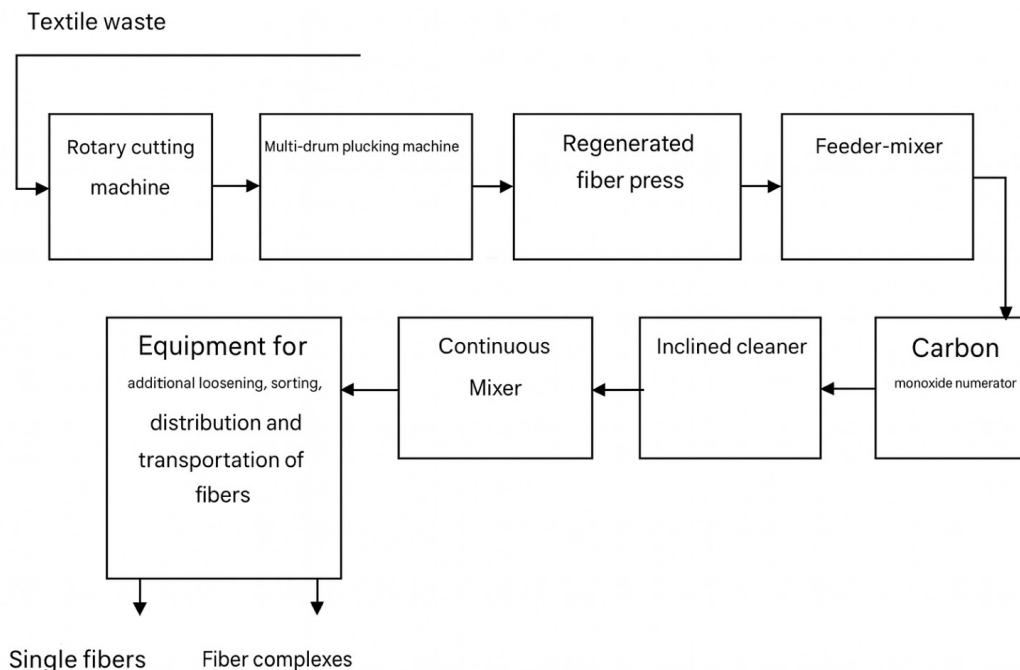 Textile waste
Rotary cutting
machine
Multi-drum plucking machine
Regenerated
fiber press
Feeder-mixer
Equipment for
additional loosening, sorting,
distribution and
transportation of
fibers
Continuous
Mixer
Inclined cleaner
Carbon
monoxide numerator
Single fibers
Fiber complexes